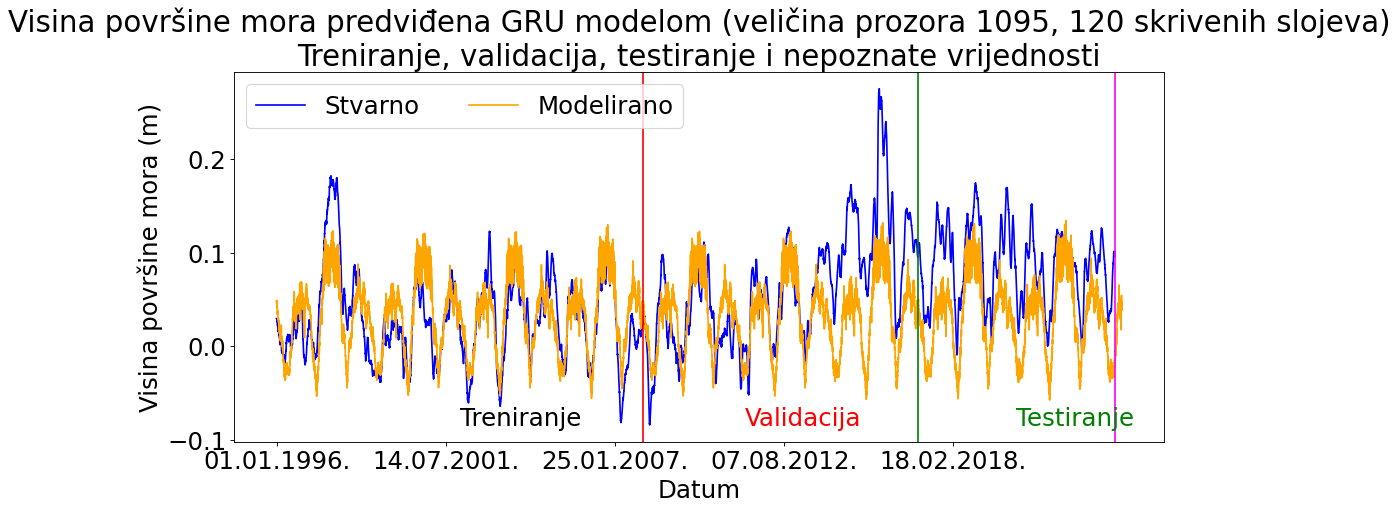 Visina površine mora predviđena GRU modelom (veličina prozora 1095, 120 skrivenih slojeva)
Treniranje, validacija, testiranje i nepoznate vrijednosti
Stvarno
Modelirano
Visina površine mora (m)
0.2
0.1
0.0
−0.1
Treniranje
Validacija
Testiranje
01.01.1996.
14.07.2001.
25.01.2007.
07.08.2012.
18.02.2018.
Datum